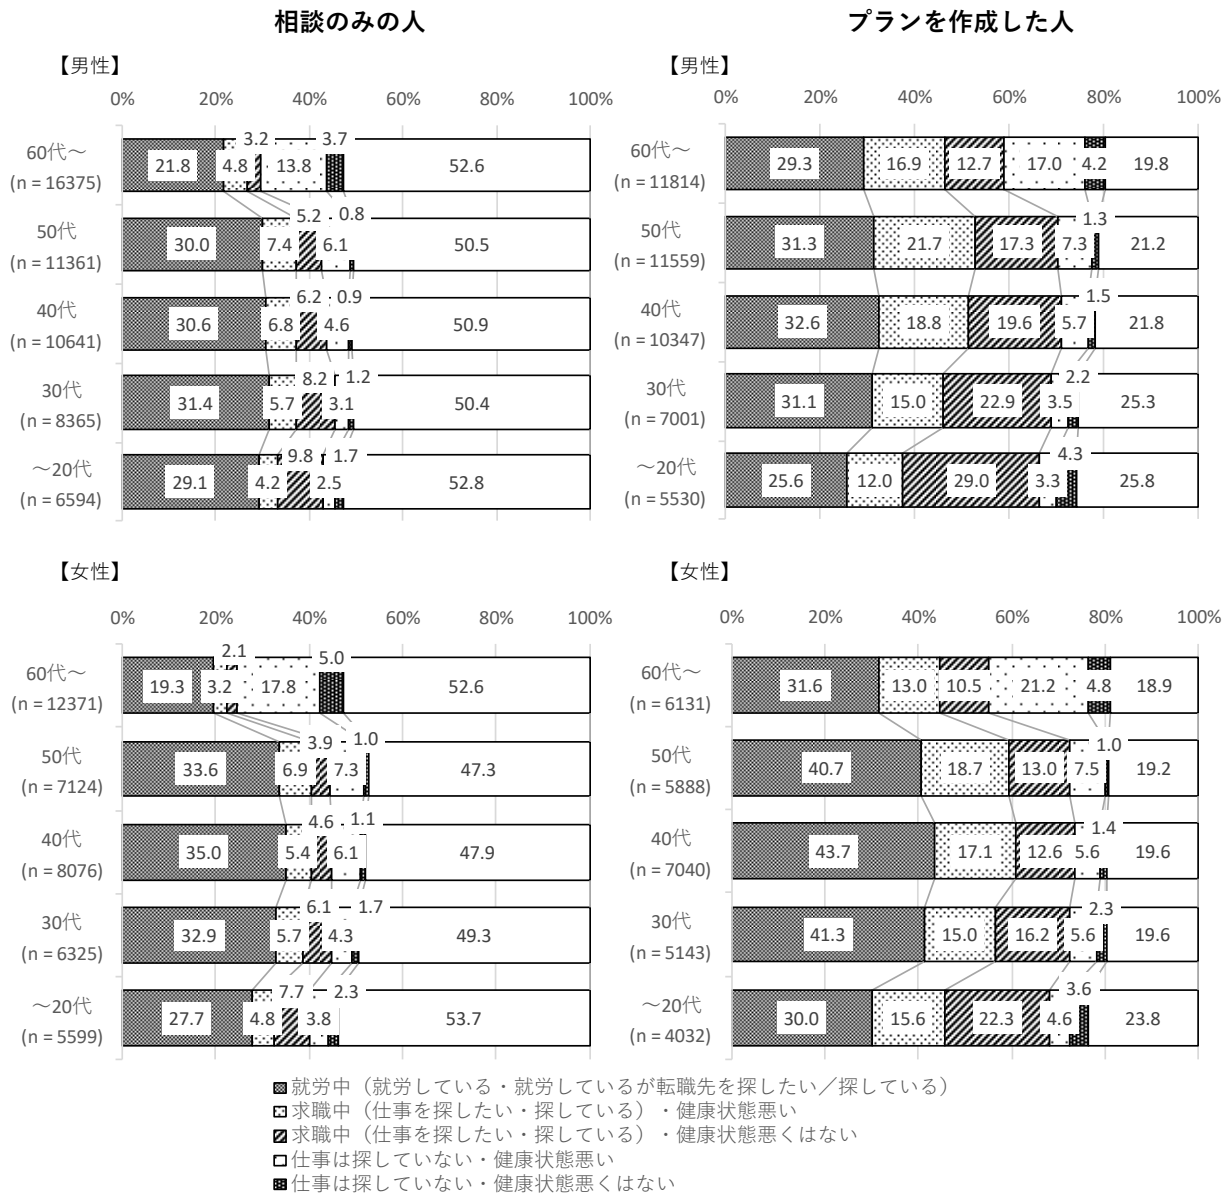 相談のみの人
【男性】
0% 20% 40% 60% 80% 100%
60代～
(n = 16375)
21.8 4.8 3.2 13.8 3.7 52.6
50代
(n = 11361)
30.0 7.4 5.2 6.1 0.8 50.5
40代
(n = 10641)
30.6 6.8 6.2 4.6 0.9 50.9
30代
(n = 8365)
31.4 5.7 8.2 3.1 1.2 50.4
～20代
(n = 6594)
29.1 4.2 9.8 2.5 1.7 52.8
プランを作成した人
【男性】
0% 20% 40% 60% 80% 100%
60代～
(n = 11814)
29.3 16.9 12.7 17.0 4.2 19.8
50代
(n = 11559)
31.3 21.7 17.3 7.3 1.3 21.2
40代
(n = 10347)
32.6 18.8 19.6 5.7 1.5 21.8
30代
(n = 7001)
31.1 15.0 22.9 3.5 2.2 25.3
～20代
(n = 5530)
25.6 12.0 29.0 3.3 4.3 25.8
【女性】
0% 20% 40% 60% 80% 100%
60代～
(n = 12371)
19.3 3.2 2.1 17.8 5.0 52.6
50代
(n = 7124)
33.6 6.9 3.9 7.3 1.0 47.3
40代
(n = 8076)
35.0 5.4 4.6 6.1 1.1 47.9
30代
(n = 6325)
32.9 5.7 6.1 4.3 1.7 49.3
～20代
(n = 5599)
27.7 4.8 7.7 3.8 2.3 53.7
【女性】
0% 20% 40% 60% 80% 100%
60代～
(n = 6131)
31.6 13.0 10.5 21.2 4.8 18.9
50代
(n = 5888)
40.7 18.7 13.0 7.5 1.0 19.2
40代
(n = 7040)
43.7 17.1 12.6 5.6 1.4 19.6
30代
(n = 5143)
41.3 15.0 16.2 5.6 2.3 19.6
～20代
(n = 4032)
30.0 15.6 22.3 4.6 3.6 23.8
就労中（就労している・就労しているが転職先を探したい／探している）
求職中（仕事を探したい・探している）・健康状態悪い
求職中（仕事を探したい・探している）・健康状態悪くはない
仕事は探していない・健康状態悪い
仕事は探していない・健康状態悪くはない